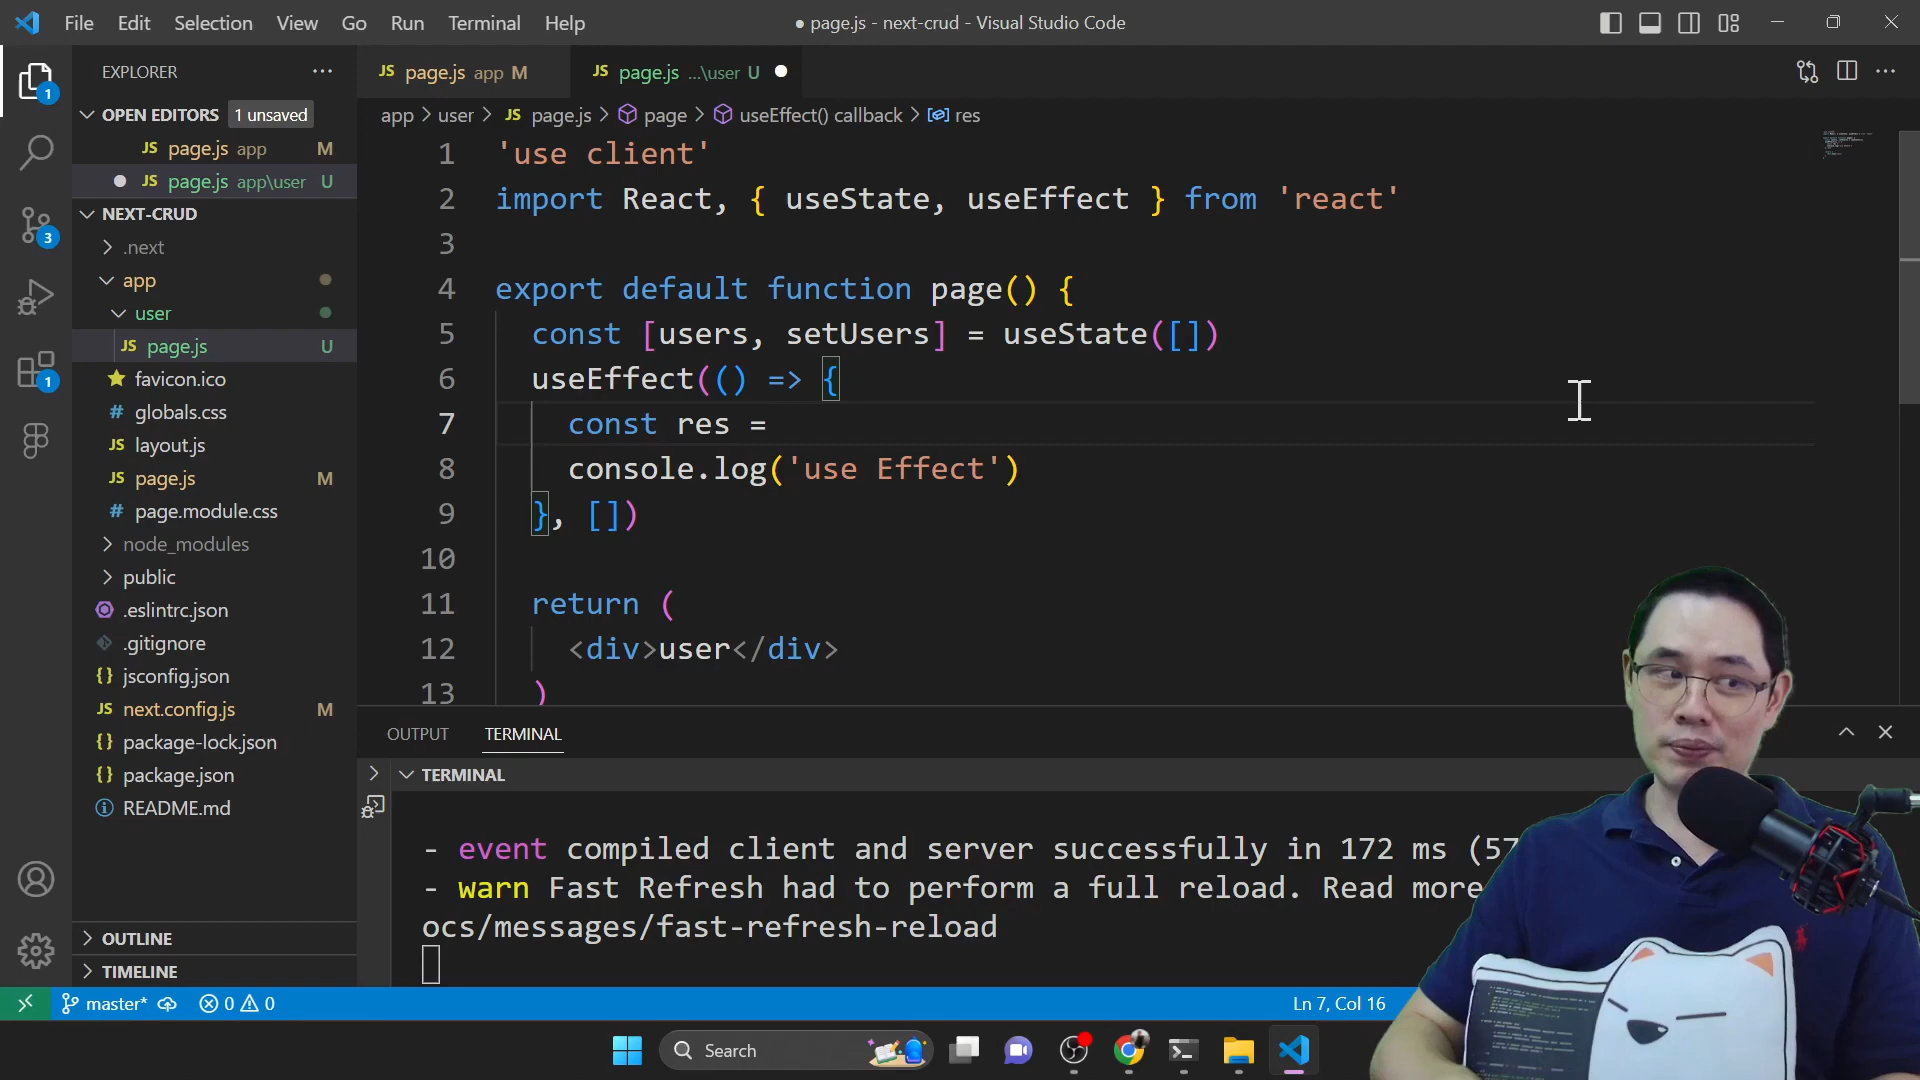 File Edit Selection View Go Run Terminal Help
● page.js - next-crud - Visual Studio Code
EXPLORER
JS page.js app M
JS page.js ...\user U
OPEN EDITORS 1 unsaved
app > user > JS page.js > page > useEffect() callback > res
JS page.js app M
JS page.js app\user U
NEXT-CRUD
.next
app
user
JS page.js U
favicon.ico
# globals.css
JS layout.js
JS page.js M
# page.module.css
node_modules
public
.eslintrc.json
.gitignore
{} jsconfig.json
JS next.config.js M
{} package-lock.json
{} package.json
README.md
OUTLINE
TIMELINE
1
3
1
1 'use client'
2 import React, { useState, useEffect } from 'react'
3
4 export default function page() {
5 const [users, setUsers] = useState([])
6 useEffect(() => {
7 const res =
8 console.log('use Effect')
9 }, [])
10
11 return (
12 <div>user</div>
13 )
OUTPUT TERMINAL
TERMINAL
- event compiled client and server successfully in 172 ms (57
- warn Fast Refresh had to perform a full reload. Read more
ocs/messages/fast-refresh-reload
master* 0 0
Ln 7, Col 16
Search